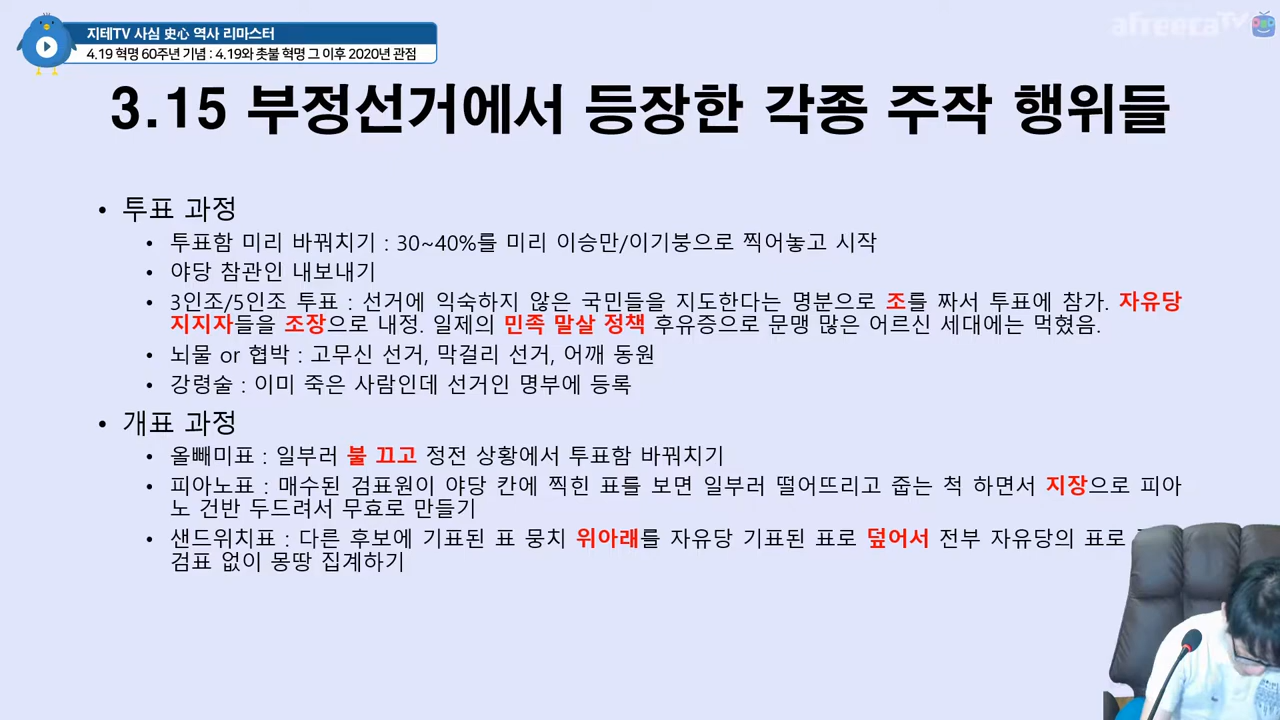 지테TV 사심 史心 역사 리마스터
4.19 혁명 60주년 기념 : 4.19와 촛불 혁명 그 이후 2020년 관점
afreecaTV
3.15 부정선거에서 등장한 각종 주작 행위들
• 투표 과정
• 투표함 미리 바꿔치기 : 30~40%를 미리 이승만/이기붕으로 찍어놓고 시작
• 야당 참관인 내보내기
• 3인조/5인조 투표 : 선거에 익숙하지 않은 국민들을 지도한다는 명분으로 조를 짜서 투표에 참가. 자유당
지지자들을 조장으로 내정. 일제의 민족 말살 정책 후유증으로 문맹 많은 어르신 세대에는 먹혔음.
• 뇌물 or 협박 : 고무신 선거, 막걸리 선거, 어깨 동원
• 강령술 : 이미 죽은 사람인데 선거인 명부에 등록
• 개표 과정
• 올빼미표 : 일부러 불 끄고 정전 상황에서 투표함 바꿔치기
• 피아노표 : 매수된 검표원이 야당 칸에 찍힌 표를 보면 일부러 떨어뜨리고 줍는 척 하면서 지장으로 피아
노 건반 두드려서 무효로 만들기
• 샌드위치표 : 다른 후보에 기표된 표 뭉치 위아래를 자유당 기표된 표로 덮어서 전부 자유당의 표로
검표 없이 몽땅 집계하기